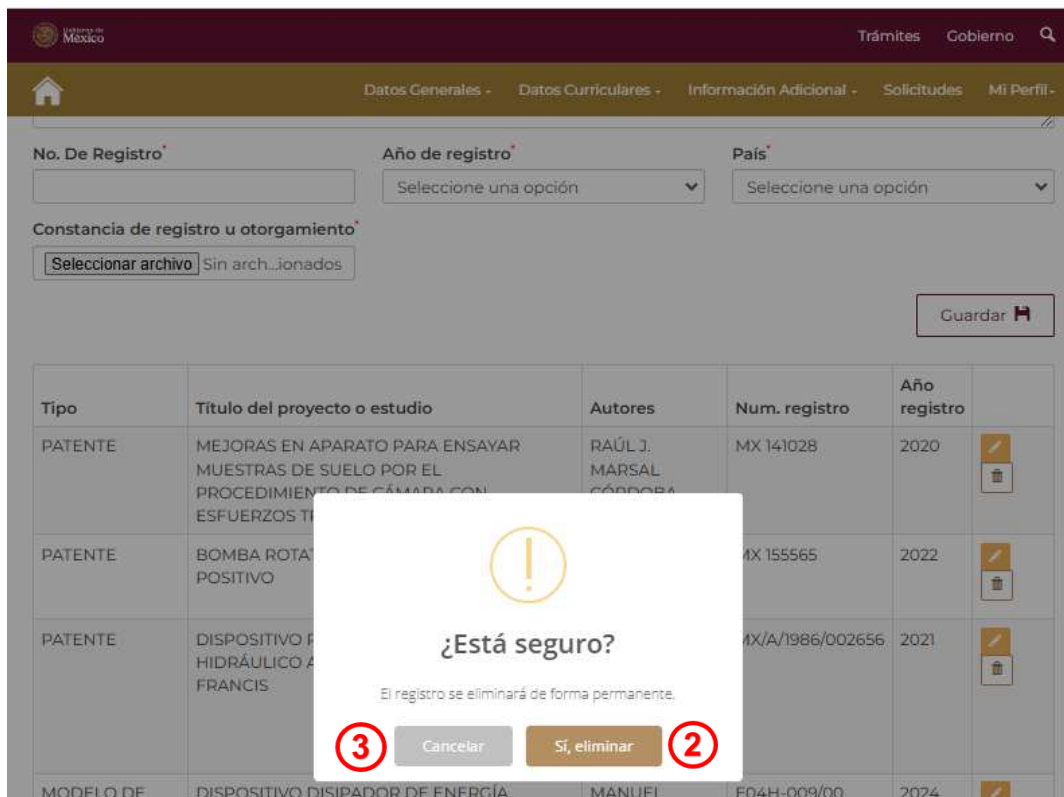 Gobierno de
México
Trámites Gobierno
Datos Generales Datos Curriculares Información Adicional Solicitudes Mi Perfil
No. De Registro* Año de registro* País*
Seleccione una opción Seleccione una opción
Constancia de registro u otorgamiento*
Seleccionar archivo Sin arch...ionados
Guardar
Tipo Título del proyecto o estudio Autores Num. registro Año registro
PATENTE MEJORAS EN APARATO PARA ENSAYAR RAÚL J. MX 141028 2020
MUESTRAS DE SUELO POR EL MARSAL
PROCEDIMIENTO DE CÁMARA CON CÓRDOBA
ESFUERZOS
PATENTE BOMBA MX 155565 2022
POSITIVO
PATENTE DISPOSITIVO MX/A/1986/002656 2021
HIDRÁULICO
FRANCIS
¿Está seguro?
El registro se eliminará de forma permanente.
3 Cancelar Sí, eliminar 2
MODELO DE DISPOSITIVO DISIPADOR DE ENERGÍA MANUEL F04H-009/00 2024